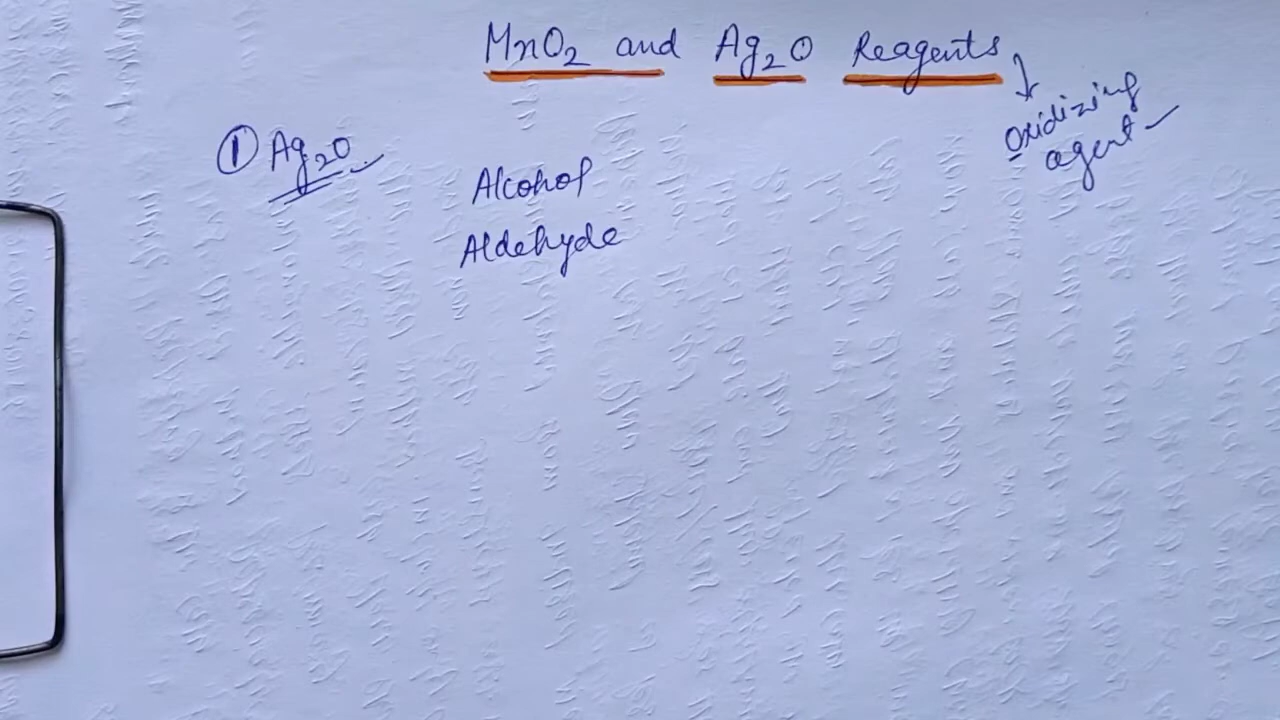 MnO₂ and Ag₂O Reagents
Oxidizing
agent
① Ag₂O
Alcohol
Aldehyde